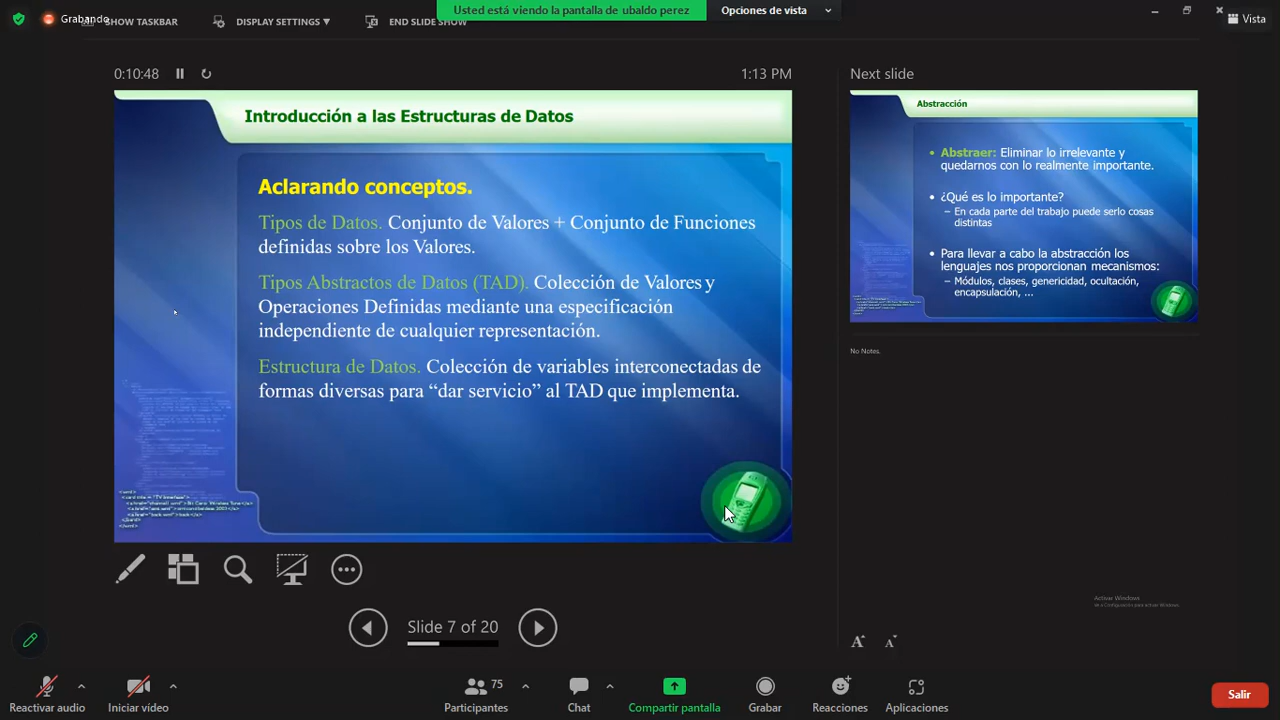 Grabando
SHOW TASKBAR
DISPLAY SETTINGS ▼
END SLIDE SHOW
Usted está viendo la pantalla de ubaldo perez
Opciones de vista
Vista
0:10:48
1:13 PM
Introducción a las Estructuras de Datos
Aclarando conceptos.
Tipos de Datos. Conjunto de Valores + Conjunto de Funciones
definidas sobre los Valores.
Tipos Abstractos de Datos (TAD). Colección de Valores y
Operaciones Definidas mediante una especificación
independiente de cualquier representación.
Estructura de Datos. Colección de variables interconectadas de
formas diversas para “dar servicio” al TAD que implementa.
Next slide
Abstracción
• Abstraer: Eliminar lo irrelevante y
quedarnos con lo realmente importante.
• ¿Qué es lo importante?
– En cada parte del trabajo puede serlo cosas
distintas
• Para llevar a cabo la abstracción los
lenguajes nos proporcionan mecanismos:
– Módulos, clases, genericidad, ocultación,
encapsulación, ...
No Notes.
Slide 7 of 20
Activar Windows
Ve a Configuración para activar Windows.
A
A
Reactivar audio
Iniciar vídeo
75
Participantes
Chat
Compartir pantalla
Grabar
Reacciones
Aplicaciones
Salir